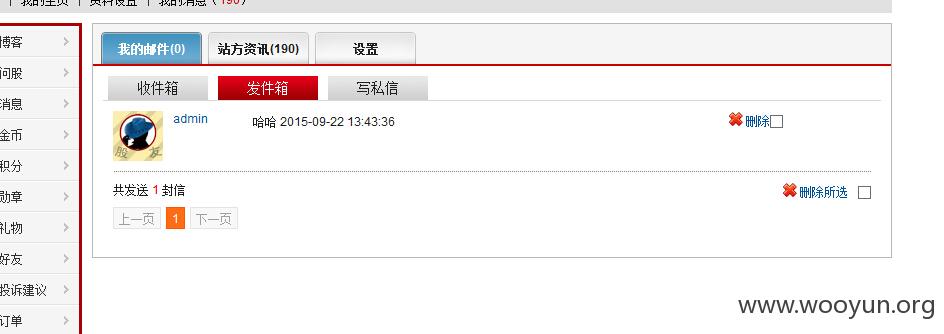 我的主页 | 资料设置 | 我的消息（190）
博客
问股
消息
金币
积分
勋章
礼物
好友
投诉建议
订单
我的邮件(0) 站方资讯(190) 设置
收件箱 发件箱 写私信
admin 哈哈 2015-09-22 13:43:36 删除
股 友
共发送 1 封信 删除所选
上一页 1 下一页
www.wooyun.org